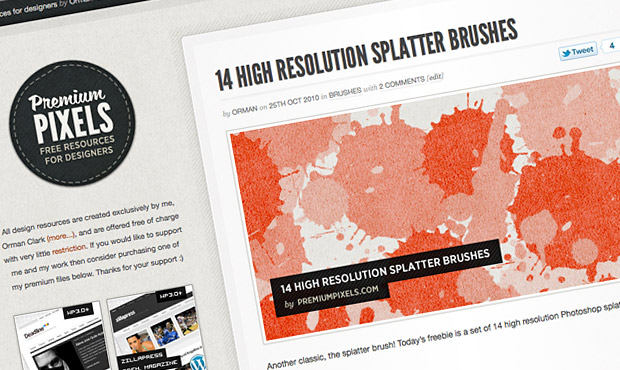 ces for designers by ORMAN
Premium
PIXELS
FREE RESOURCES
FOR DESIGNERS
All design resources are created exclusively by me,
Orman Clark (more...), and are offered free of charge
with very little restriction. If you would like to support
me and my work then consider purchasing one of
my premium files below. Thanks for your support :)
WP3.0+
Deadline
WP3.0+
zillapress
ZILLAPRESS
14 HIGH RESOLUTION SPLATTER BRUSHES
by ORMAN on 25TH OCT 2010 in BRUSHES with 2 COMMENTS (edit)
Tweet
4
14 HIGH RESOLUTION SPLATTER BRUSHES
by PREMIUMPIXELS.COM
Another classic, the splatter brush! Today's freebie is a set of 14 high resolution Photoshop splat